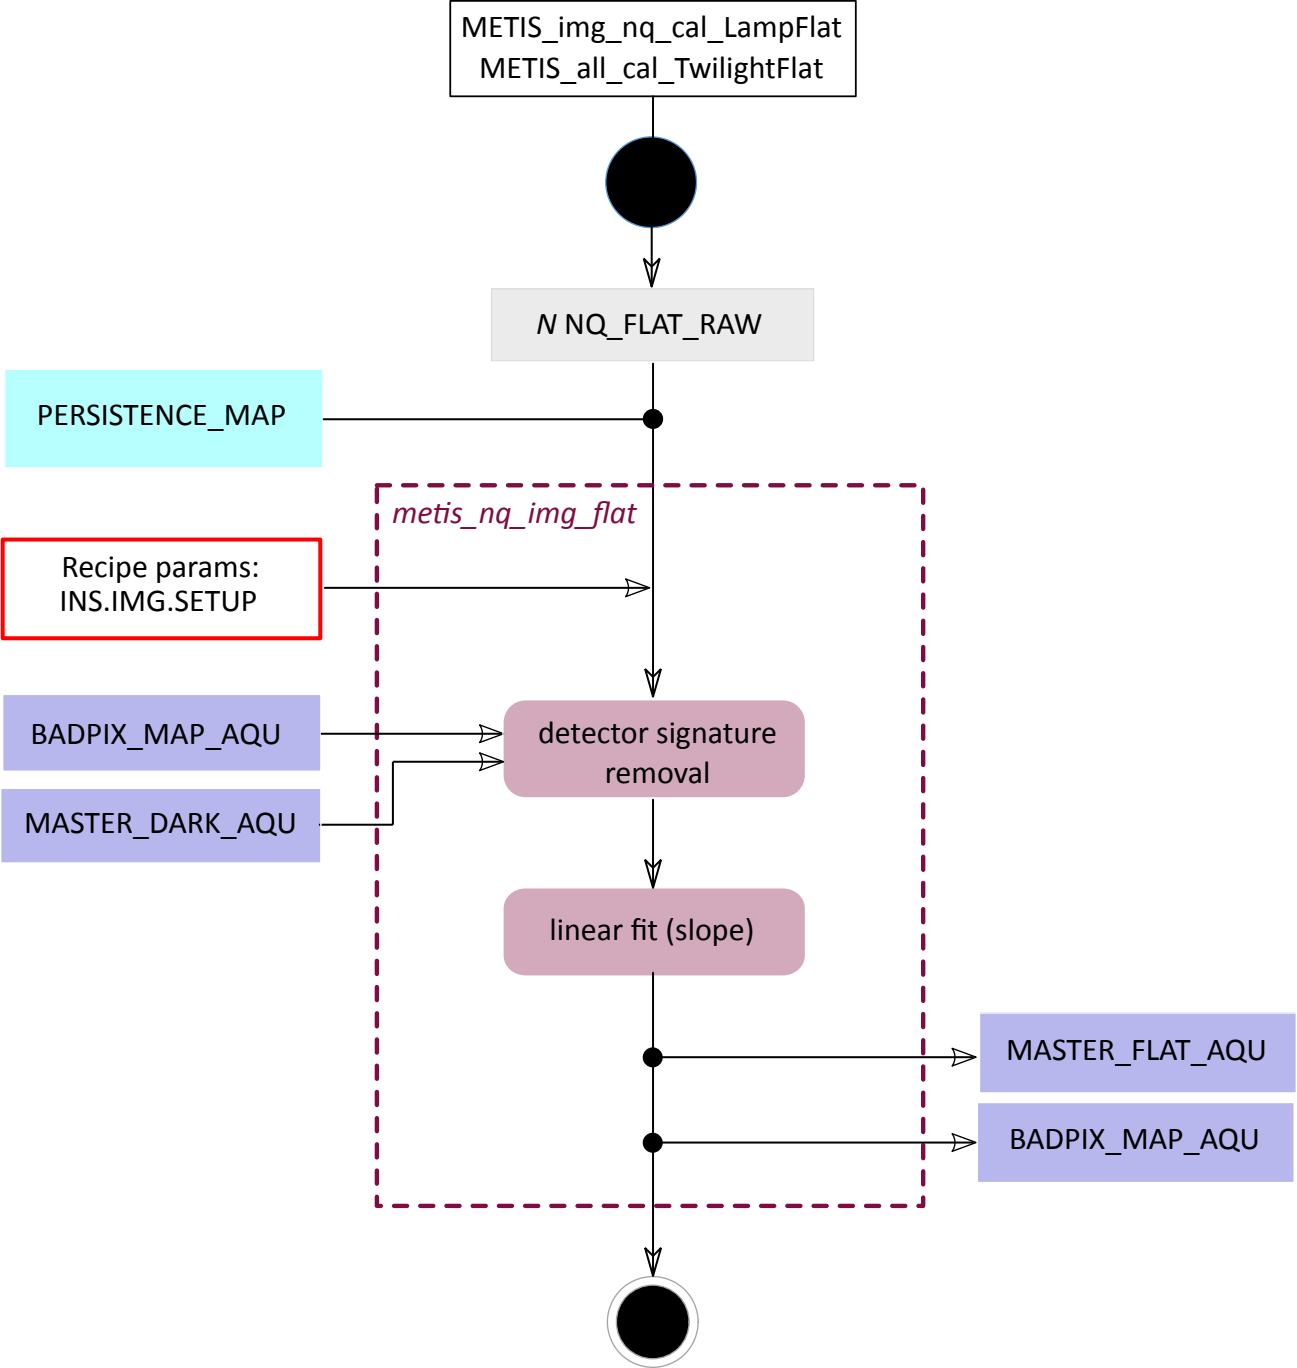 METIS_img_nq_cal_LampFlat
METIS_all_cal_TwilightFlat
N NQ_FLAT_RAW
PERSISTENCE_MAP
metis_nq_img_flat
Recipe params:
INS.IMG.SETUP
BADPIX_MAP_AQU
detector signature
removal
MASTER_DARK_AQU
linear fit (slope)
MASTER_FLAT_AQU
BADPIX_MAP_AQU